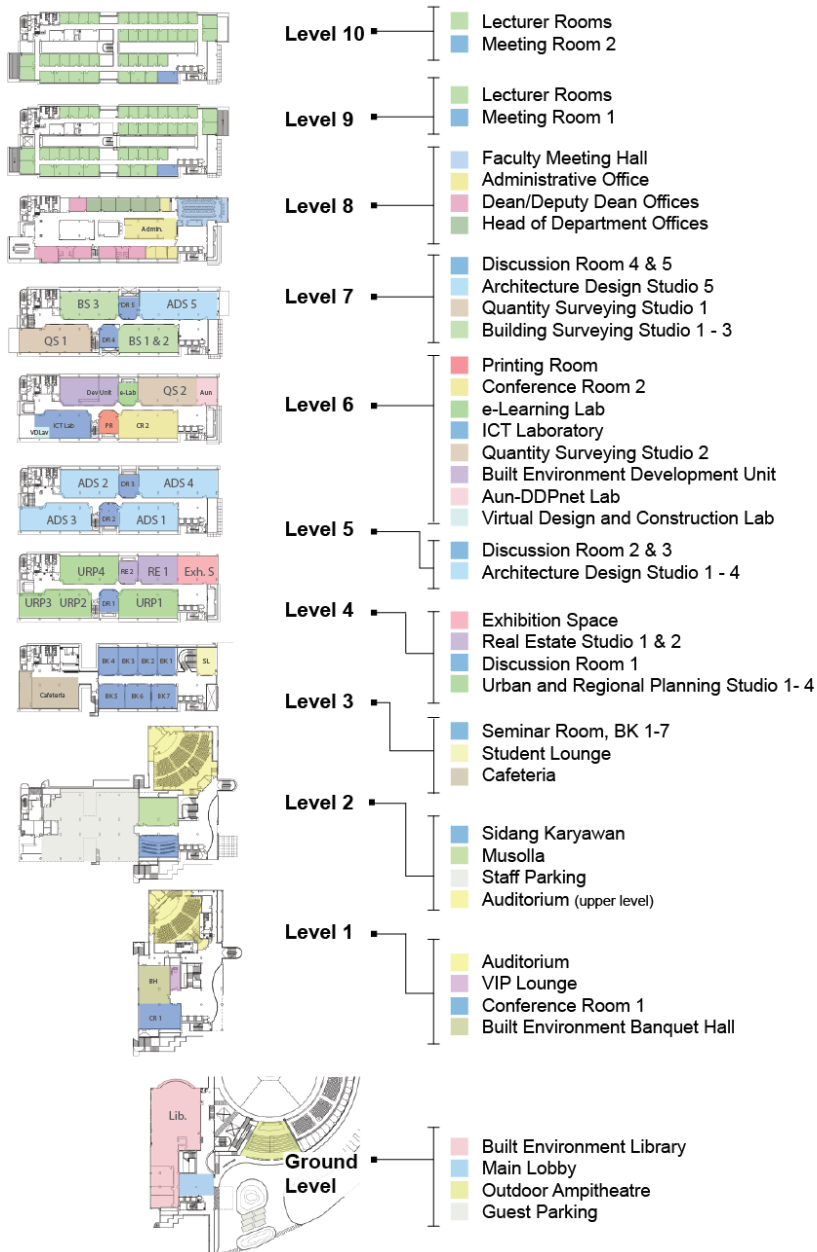 Level 10
Lecturer Rooms
Meeting Room 2
Level 9
Lecturer Rooms
Meeting Room 1
Level 8
Faculty Meeting Hall
Administrative Office
Dean/Deputy Dean Offices
Head of Department Offices
Admin.
Level 7
Discussion Room 4 & 5
Architecture Design Studio 5
Quantity Surveying Studio 1
Building Surveying Studio 1 - 3
BS 3
DR 5
ADS 5
QS 1
DR 4
BS 1 & 2
Level 6
Printing Room
Conference Room 2
e-Learning Lab
ICT Laboratory
Quantity Surveying Studio 2
Built Environment Development Unit
Aun-DDPnet Lab
Virtual Design and Construction Lab
Dev Unit
e-Lab
QS 2
Aun
VDLav
ICT Lab
PR
CR 2
Level 5
Discussion Room 2 & 3
Architecture Design Studio 1 - 4
ADS 2
DR 3
ADS 4
ADS 3
DR 2
ADS 1
Level 4
Exhibition Space
Real Estate Studio 1 & 2
Discussion Room 1
Urban and Regional Planning Studio 1- 4
URP4
RE 2
RE 1
Exh. S
URP3
URP2
DR 1
URP1
Level 3
Seminar Room, BK 1-7
Student Lounge
Cafeteria
BK 4
BK 3
BK 2
BK 1
SL
Cafeteria
BK 5
BK 6
BK 7
Level 2
Sidang Karyawan
Musolla
Staff Parking
Auditorium (upper level)
Level 1
Auditorium
VIP Lounge
Conference Room 1
Built Environment Banquet Hall
BH
CR 1
Ground
Level
Built Environment Library
Main Lobby
Outdoor Ampitheatre
Guest Parking
Lib.